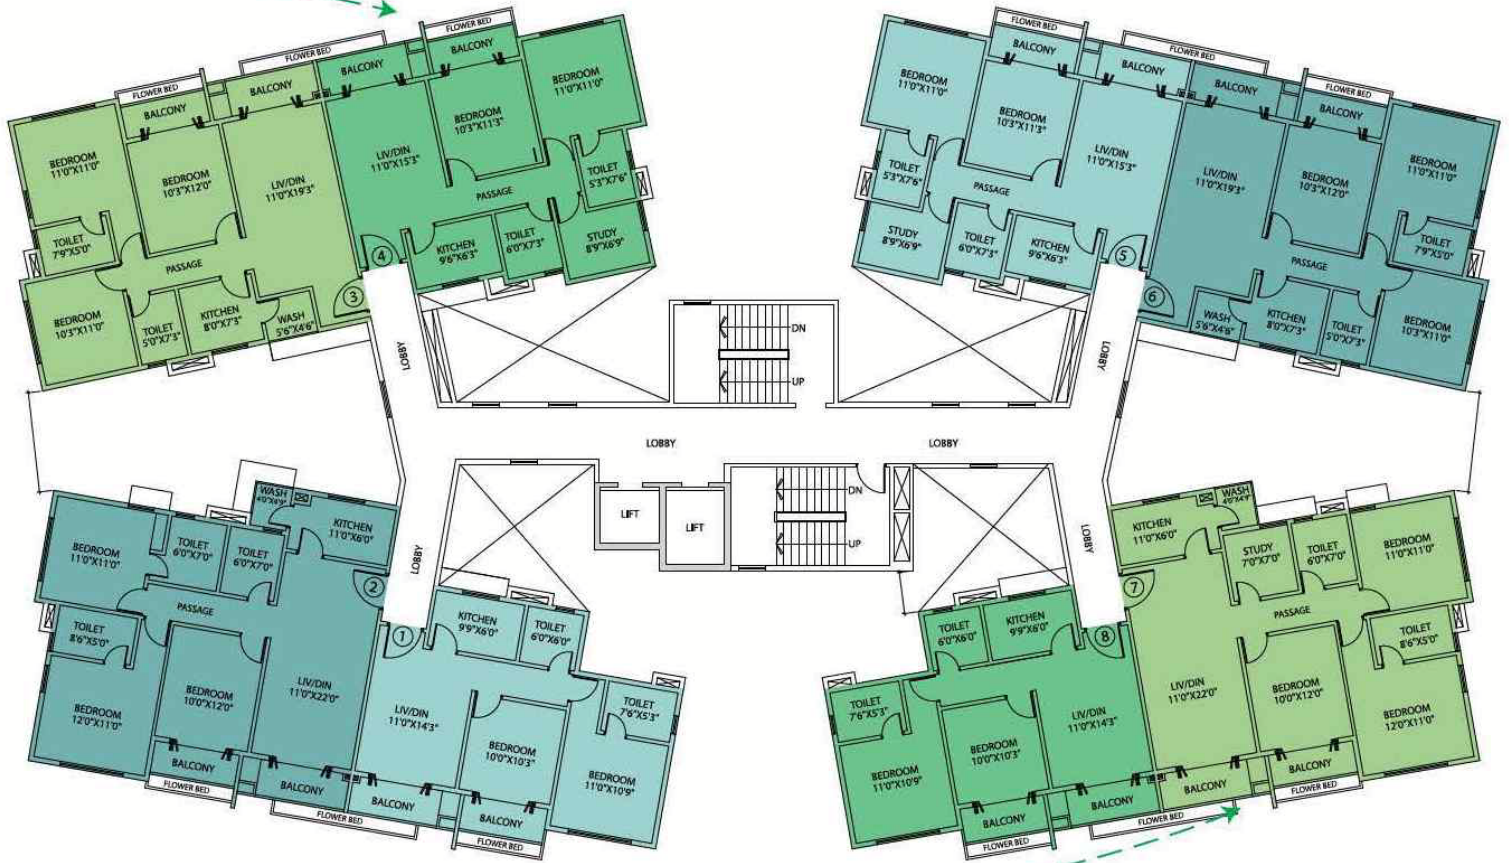 FLOWER BED
BALCONY
FLOWER BED
BALCONY
FLOWER BED
BALCONY
BALCONY
BEDROOM
11'0"X11'0"
BEDROOM
10'3"X12'0"
LIV/DIN
11'0"X19'3"
TOILET
7'9"X5'0"
PASSAGE
BEDROOM
10'3"X11'0"
TOILET
5'0"X7'3"
KITCHEN
8'0"X7'3"
WASH
5'6"X4'6"
3
LIV/DIN
11'0"X15'3"
BEDROOM
10'3"X11'3"
BEDROOM
11'0"X11'0"
TOILET
5'3"X7'6"
PASSAGE
KITCHEN
9'6"X6'3"
TOILET
6'0"X7'3"
STUDY
8'9"X6'9"
4
FLOWER BED
BALCONY
FLOWER BED
BALCONY
BALCONY
FLOWER BED
BALCONY
BEDROOM
11'0"X11'0"
BEDROOM
10'3"X11'3"
LIV/DIN
11'0"X15'3"
TOILET
5'3"X7'6"
PASSAGE
STUDY
8'9"X6'9"
TOILET
6'0"X7'3"
KITCHEN
9'6"X6'3"
5
LIV/DIN
11'0"X19'3"
BEDROOM
10'3"X12'0"
BEDROOM
11'0"X11'0"
TOILET
7'9"X5'0"
PASSAGE
6
WASH
5'6"X4'6"
KITCHEN
8'0"X7'3"
TOILET
5'0"X7'3"
BEDROOM
10'3"X11'0"
LOBBY
DN
UP
LOBBY
LOBBY
LOBBY
LIFT
LIFT
DN
UP
LOBBY
LOBBY
WASH
4'0"X4'9"
KITCHEN
11'0"X6'0"
BEDROOM
11'0"X11'0"
TOILET
6'0"X7'0"
TOILET
6'0"X7'0"
2
PASSAGE
TOILET
8'6"X5'0"
BEDROOM
12'0"X11'0"
BEDROOM
10'0"X12'0"
LIV/DIN
11'0"X22'0"
BALCONY
FLOWER BED
BALCONY
FLOWER BED
1
KITCHEN
9'9"X6'0"
TOILET
6'0"X6'0"
LIV/DIN
11'0"X14'3"
BEDROOM
10'0"X10'3"
TOILET
7'6"X5'3"
BEDROOM
11'0"X10'9"
BALCONY
BALCONY
FLOWER BED
TOILET
6'0"X6'0"
KITCHEN
9'9"X6'0"
8
TOILET
7'6"X5'3"
BEDROOM
11'0"X10'9"
BEDROOM
10'0"X10'3"
LIV/DIN
11'0"X14'3"
BALCONY
FLOWER BED
BALCONY
FLOWER BED
WASH
4'0"X4'9"
KITCHEN
11'0"X6'0"
7
STUDY
7'0"X7'0"
TOILET
6'0"X7'0"
BEDROOM
11'0"X11'0"
PASSAGE
TOILET
8'6"X5'0"
LIV/DIN
11'0"X22'0"
BEDROOM
10'0"X12'0"
BEDROOM
12'0"X11'0"
BALCONY
BALCONY
FLOWER BED